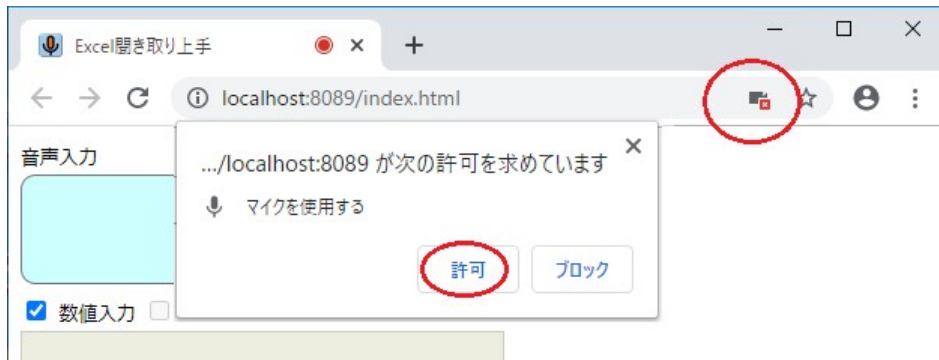 Excel聞き取り上手
localhost:8089/index.html
音声入力
.../localhost:8089 が次の許可を求めています
マイクを使用する
許可 ブロック
数値入力